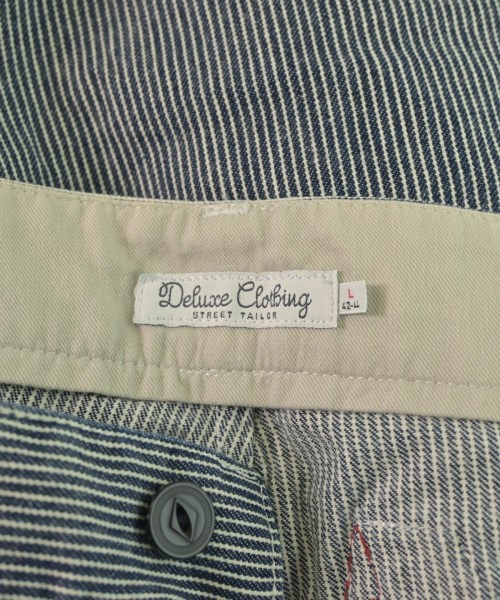 Deluxe Clothing
STREET TAILOR
L
42-44